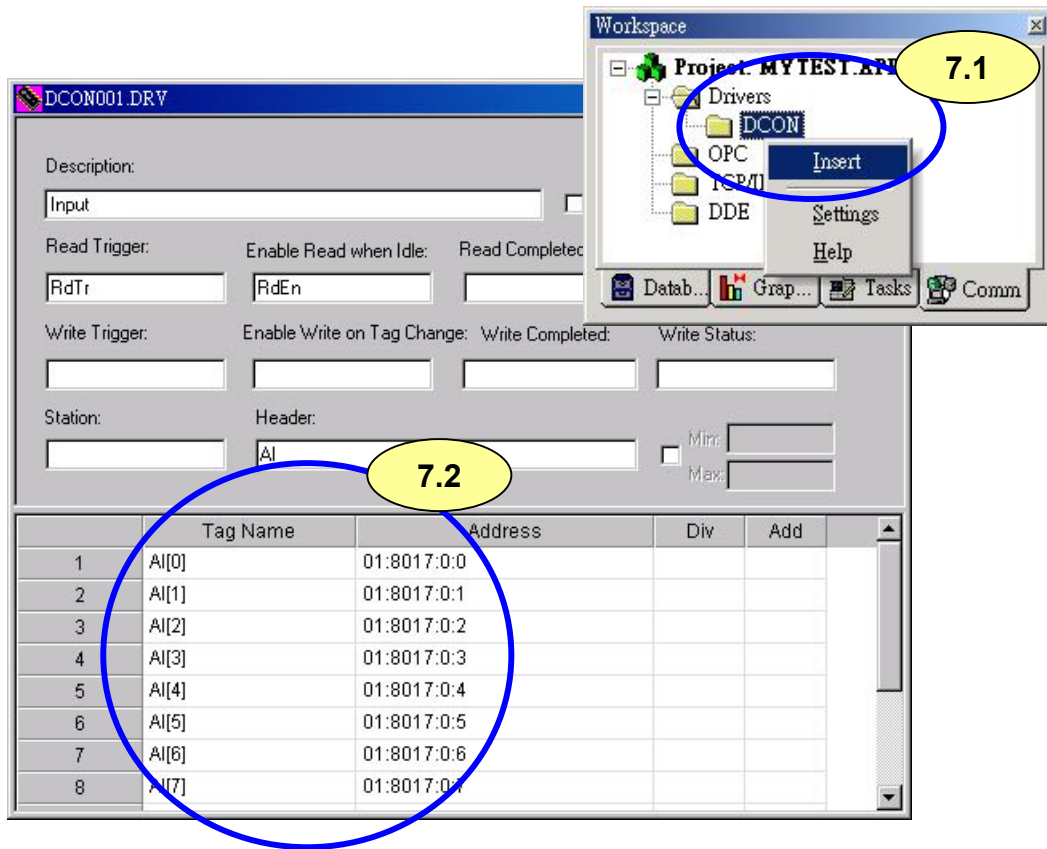 Workspace
Project: MYTEST.APP
7.1
Drivers
DCON
OPC
TCP/IP
DDE
Insert
Settings
Help
Datab... Grap... Tasks Comm
DCON001.DRV
Description:
Input
Read Trigger: Enable Read when Idle: Read Completed
RdTr RdEn
Write Trigger: Enable Write on Tag Change: Write Completed: Write Status:
Station: Header:
AI
Min:
Max:
7.2
Tag Name Address Div Add
1 AI[0] 01:8017:0:0
2 AI[1] 01:8017:0:1
3 AI[2] 01:8017:0:2
4 AI[3] 01:8017:0:3
5 AI[4] 01:8017:0:4
6 AI[5] 01:8017:0:5
7 AI[6] 01:8017:0:6
8 AI[7] 01:8017:0:7